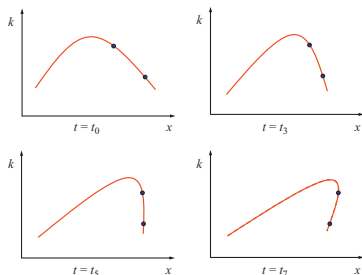 k
k
t = t₀
x
t = t₃
x
k
k
t = t₅
x
t = t₇
x